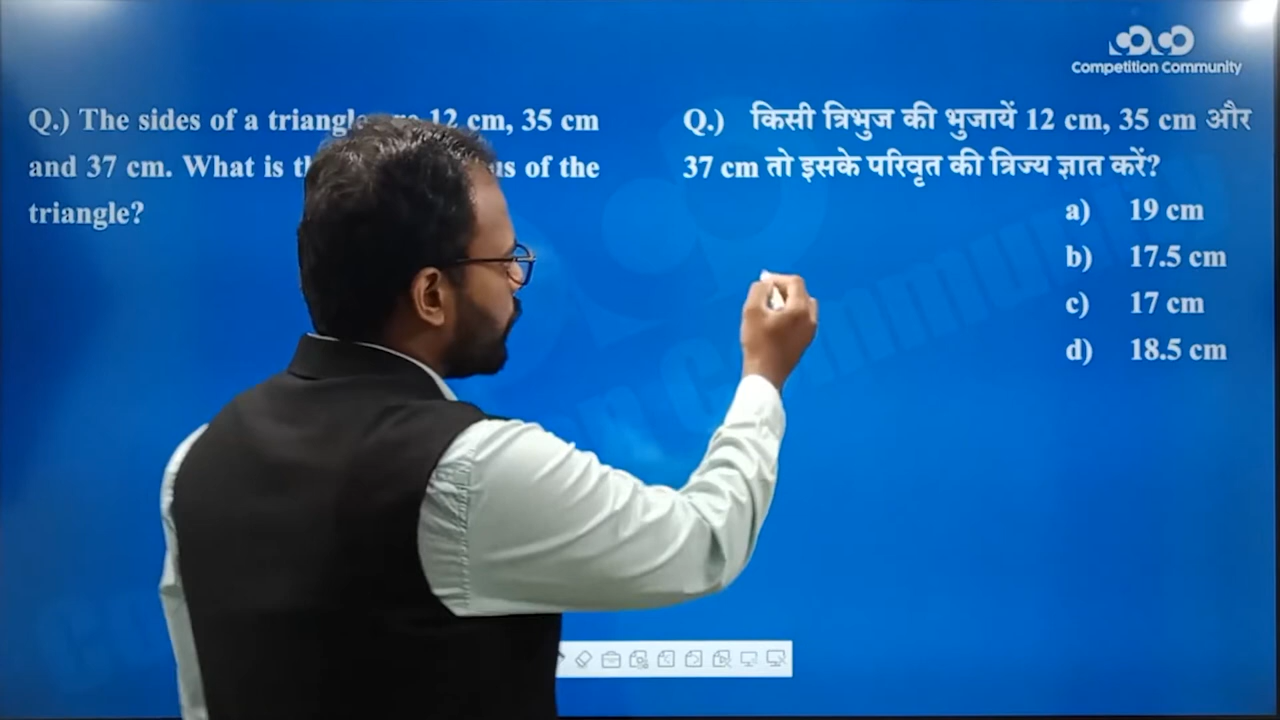 Competition Community
Q.) The sides of a triangle 12 cm, 35 cm
and 37 cm. What is of the
triangle?
Q.) किसी त्रिभुज की भुजायें 12 cm, 35 cm और
37 cm तो इसके परिवृत की त्रिज्य ज्ञात करें?
a) 19 cm
b) 17.5 cm
c) 17 cm
d) 18.5 cm